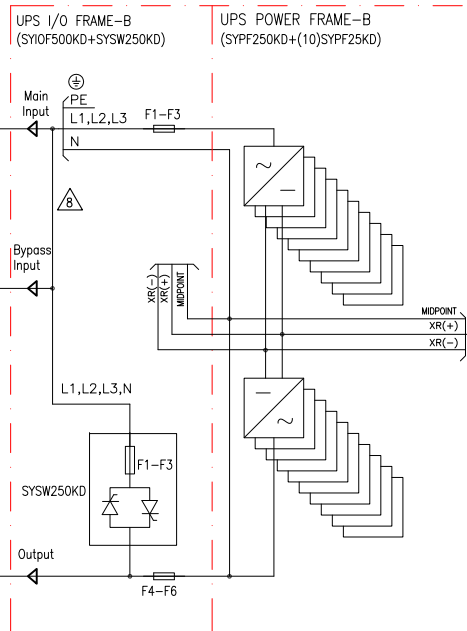 UPS I/O FRAME-B
(SYIOF500KD+SYSW250KD)
UPS POWER FRAME-B
(SYPF250KD+(10)SYPF25KD)
Main
Input
PE
L1,L2,L3
F1-F3
N
8
Bypass
Input
XR(-)
XR(+)
MIDPOINT
MIDPOINT
XR(+)
XR(-)
L1,L2,L3,N
F1-F3
SYSW250KD
Output
F4-F6